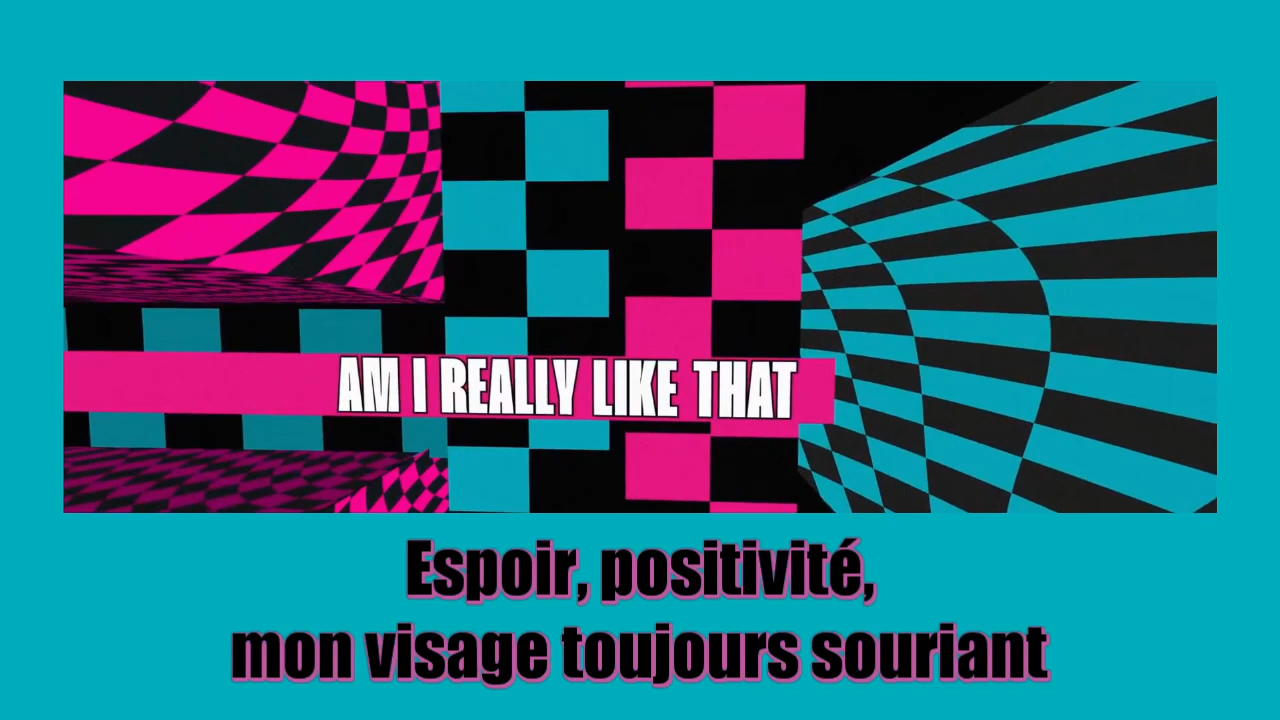 AM I REALLY LIKE THAT
Espoir, positivité,
mon visage toujours souriant